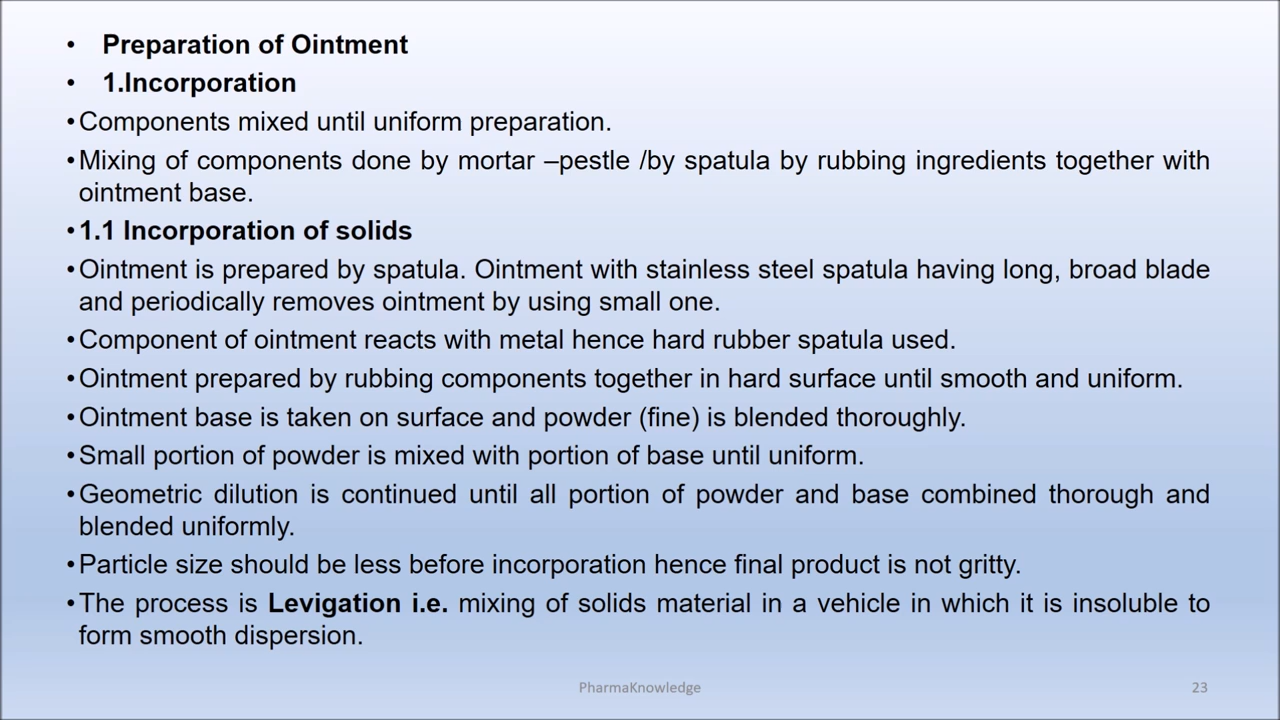 • Preparation of Ointment
• 1.Incorporation
•Components mixed until uniform preparation.
•Mixing of components done by mortar –pestle /by spatula by rubbing ingredients together with
ointment base.
•1.1 Incorporation of solids
•Ointment is prepared by spatula. Ointment with stainless steel spatula having long, broad blade
and periodically removes ointment by using small one.
•Component of ointment reacts with metal hence hard rubber spatula used.
•Ointment prepared by rubbing components together in hard surface until smooth and uniform.
•Ointment base is taken on surface and powder (fine) is blended thoroughly.
•Small portion of powder is mixed with portion of base until uniform.
•Geometric dilution is continued until all portion of powder and base combined thorough and
blended uniformly.
•Particle size should be less before incorporation hence final product is not gritty.
•The process is Levigation i.e. mixing of solids material in a vehicle in which it is insoluble to
form smooth dispersion.
PharmaKnowledge
23